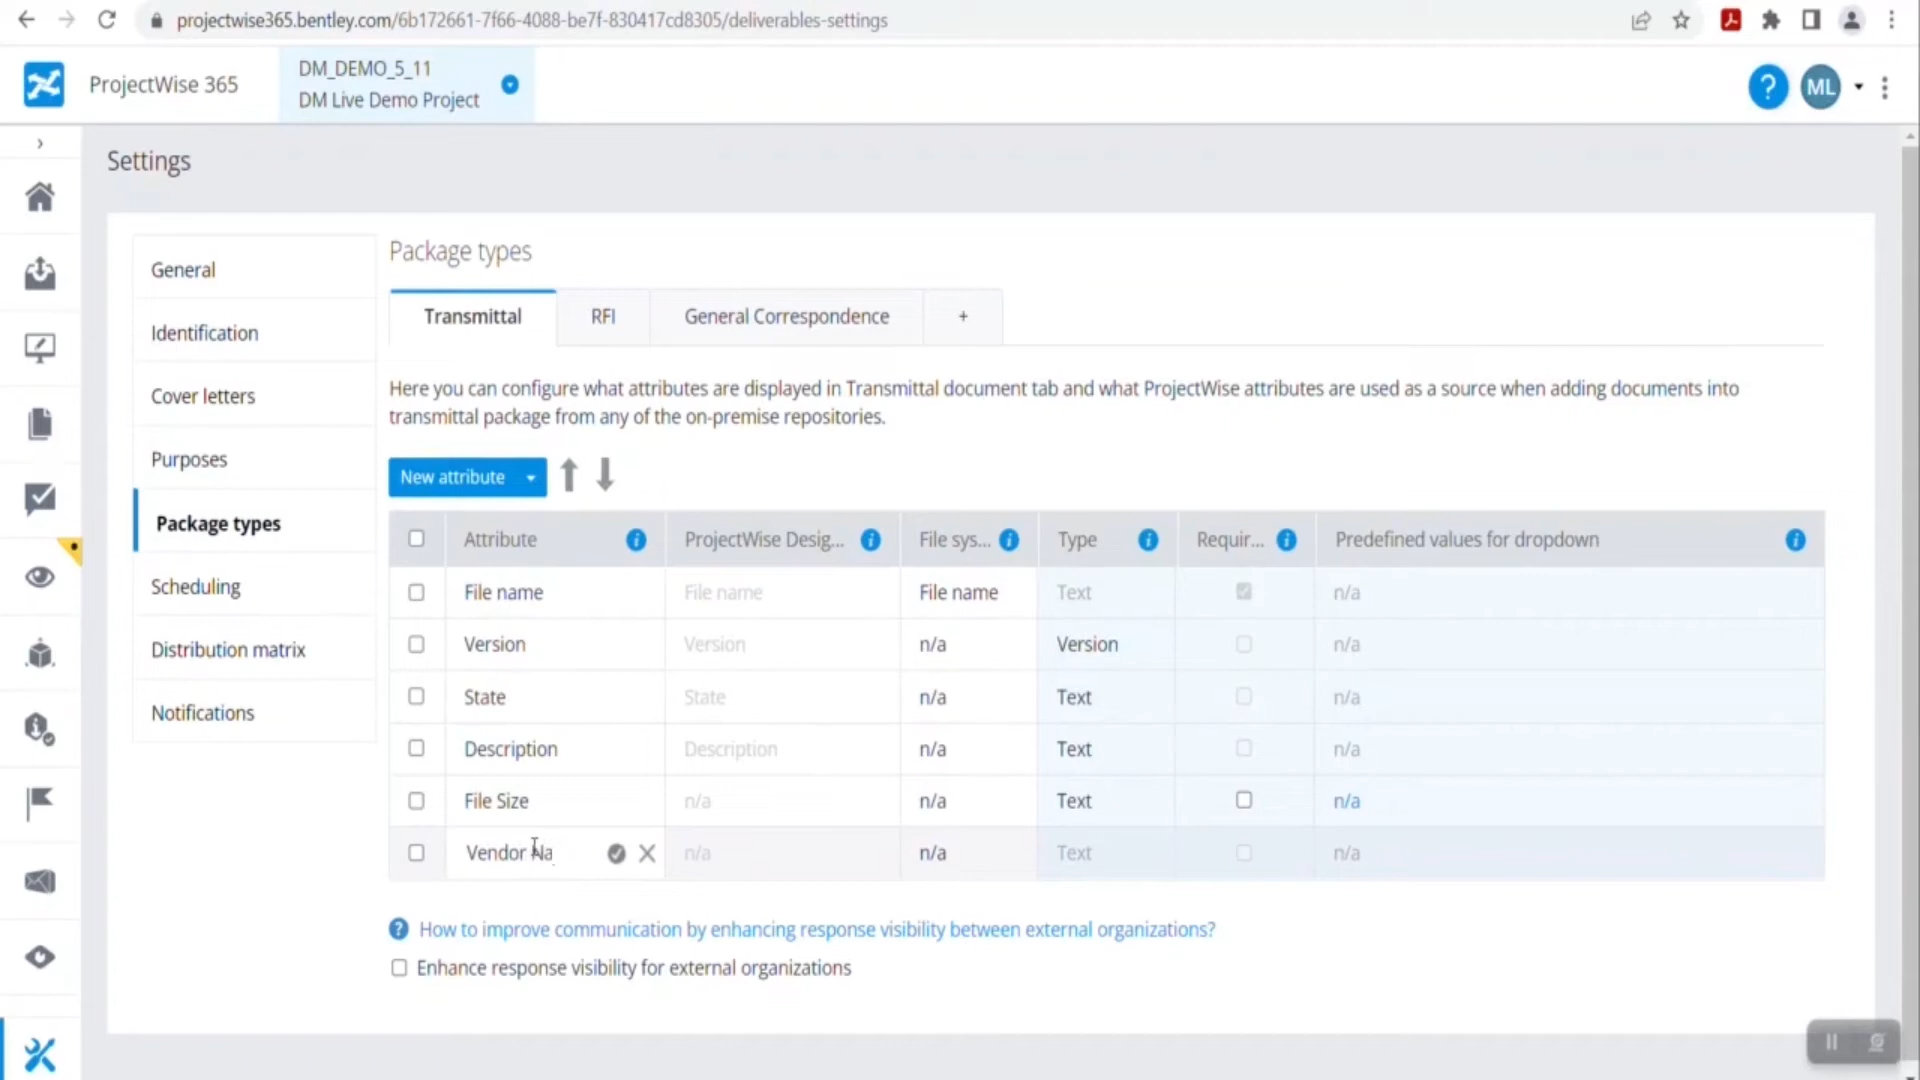 projectwise365.bentley.com/6b172661-7f66-4088-be7f-830417cd8305/deliverables-settings
ProjectWise 365
DM_DEMO_5_11
DM Live Demo Project
?
ML
Settings
General
Identification
Cover letters
Purposes
Package types
Scheduling
Distribution matrix
Notifications
Package types
Transmittal RFI General Correspondence +
Here you can configure what attributes are displayed in Transmittal document tab and what ProjectWise attributes are used as a source when adding documents into
transmittal package from any of the on-premise repositories.
New attribute
Attribute ProjectWise Desig... File sys... Type Requir... Predefined values for dropdown
File name File name File name Text n/a
Version Version n/a Version n/a
State State n/a Text n/a
Description Description n/a Text n/a
File Size n/a n/a Text n/a
Vendor Na n/a n/a Text n/a
? How to improve communication by enhancing response visibility between external organizations?
Enhance response visibility for external organizations